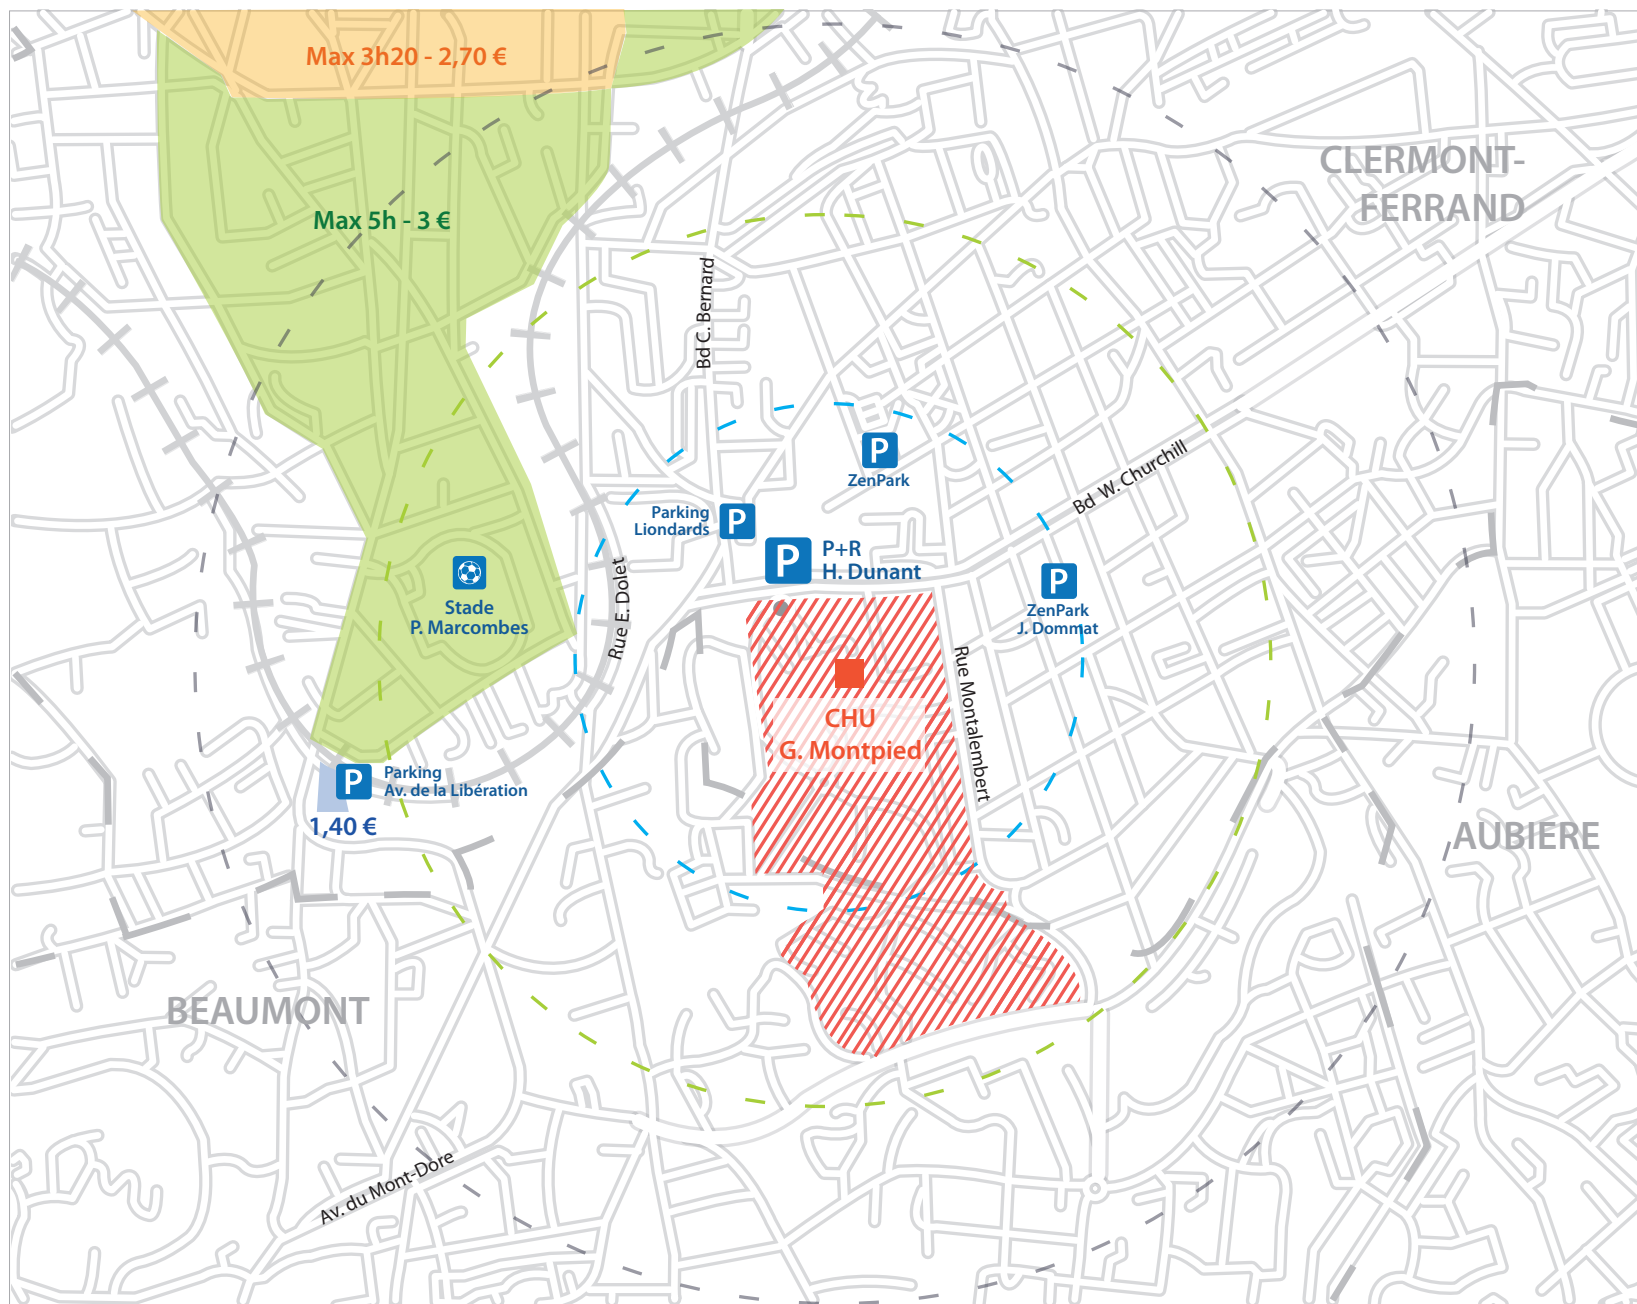 Max 3h20 - 2,70 €
CLERMONT-
FERRAND
Max 5h - 3 €
Bd C. Bernard
P
ZenPark
Bd W. Churchill
Parking
Liondards
P
P
P+R
H. Dunant
Rue E. Dolet
Stade
P. Marcombes
P
ZenPark
J. Dommat
Rue Montalembert
CHU
G. Montpied
P
Parking
Av. de la Libération
1,40 €
AUBIERE
BEAUMONT
Av. du Mont-Dore